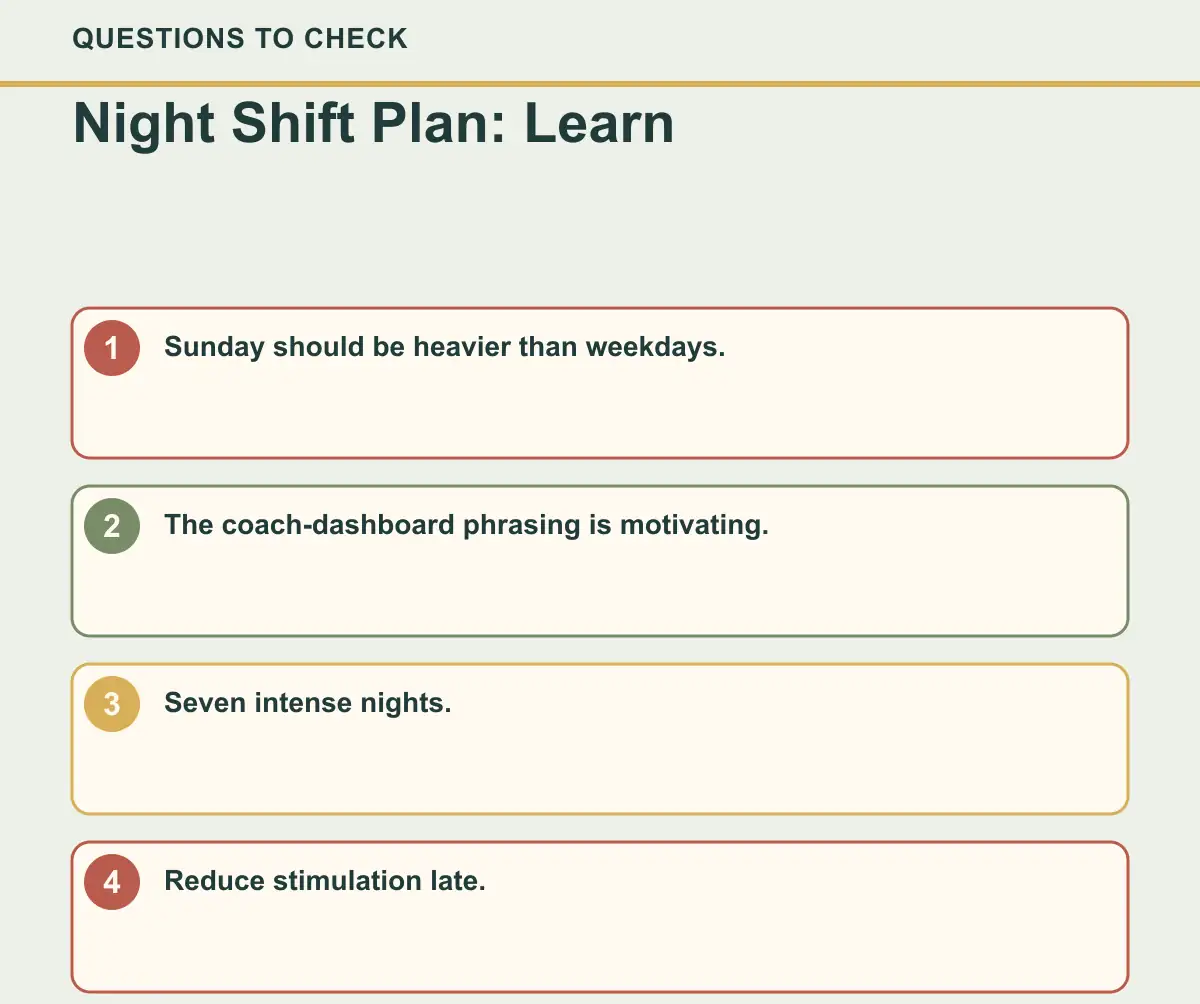 QUESTIONS TO CHECK
Night Shift Plan: Learn
1 Sunday should be heavier than weekdays.
2 The coach-dashboard phrasing is motivating.
3 Seven intense nights.
4 Reduce stimulation late.